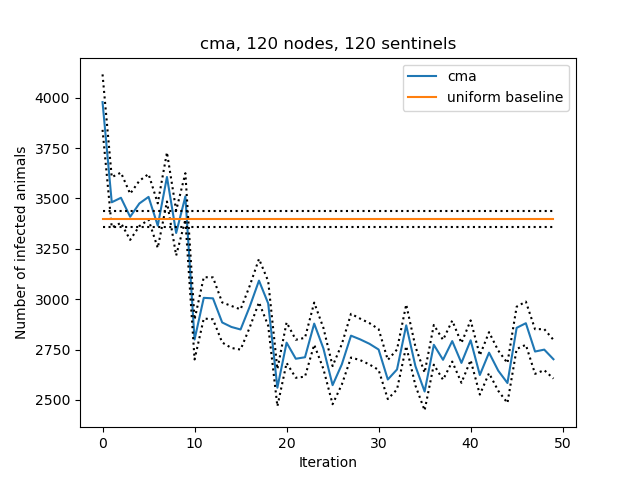 cma, 120 nodes, 120 sentinels
cma
uniform baseline
Number of infected animals
4000
3750
3500
3250
3000
2750
2500
0 10 20 30 40 50
Iteration